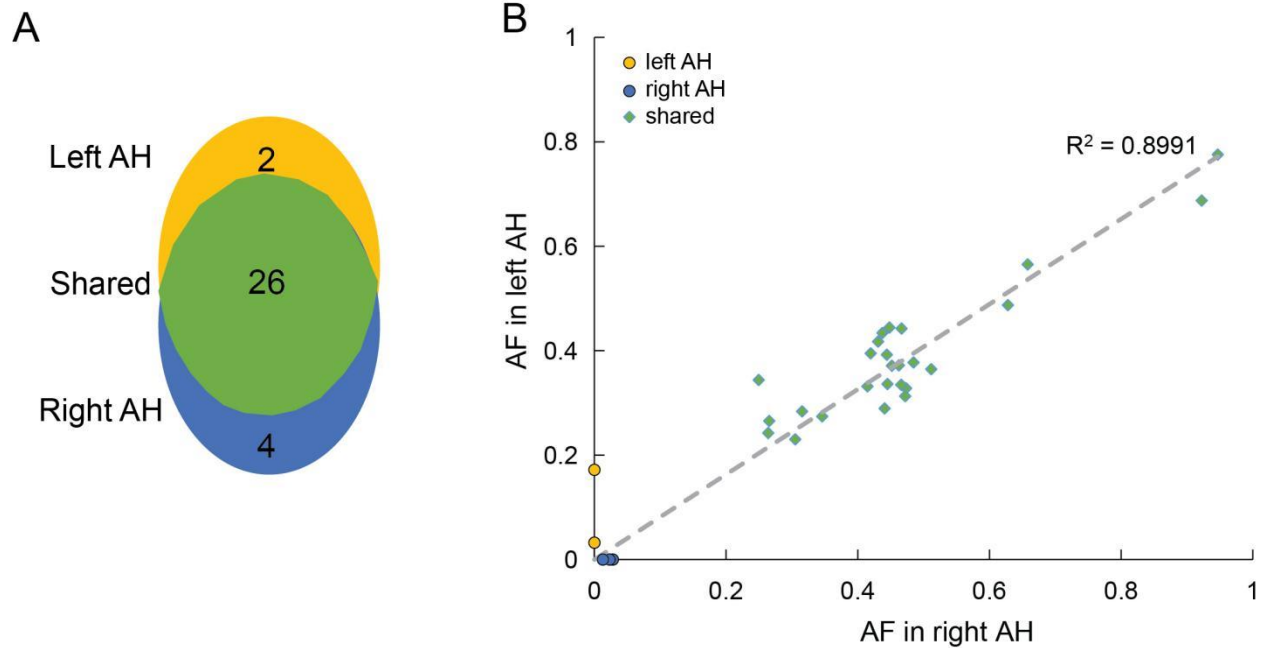 A
Left AH
2
Shared
26
Right AH
4
B
1
0.8
0.6
0.4
0.2
0
AF in left AH
left AH
right AH
shared
R² = 0.8991
0
0.2
0.4
0.6
0.8
1
AF in right AH